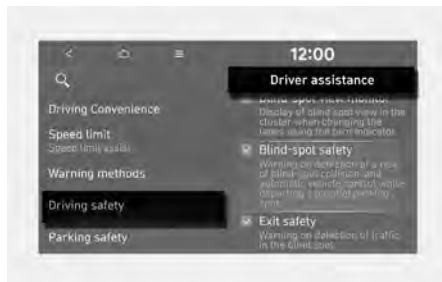 12:00
Driver assistance
Driving Convenience
Speed limit
Speed limit assist
Warning methods
Driving safety
Parking safety
Blind-spot view monitor
Display of blind spot view in the
cluster when changing the
lanes using the turn indicator.
Blind-spot safety
Warning on detection of a risk
of blind-spot collision and
automatic vehicle control while
departing a parallel parking
spot.
Exit safety
Warning on detection of traffic
in the blind spot.